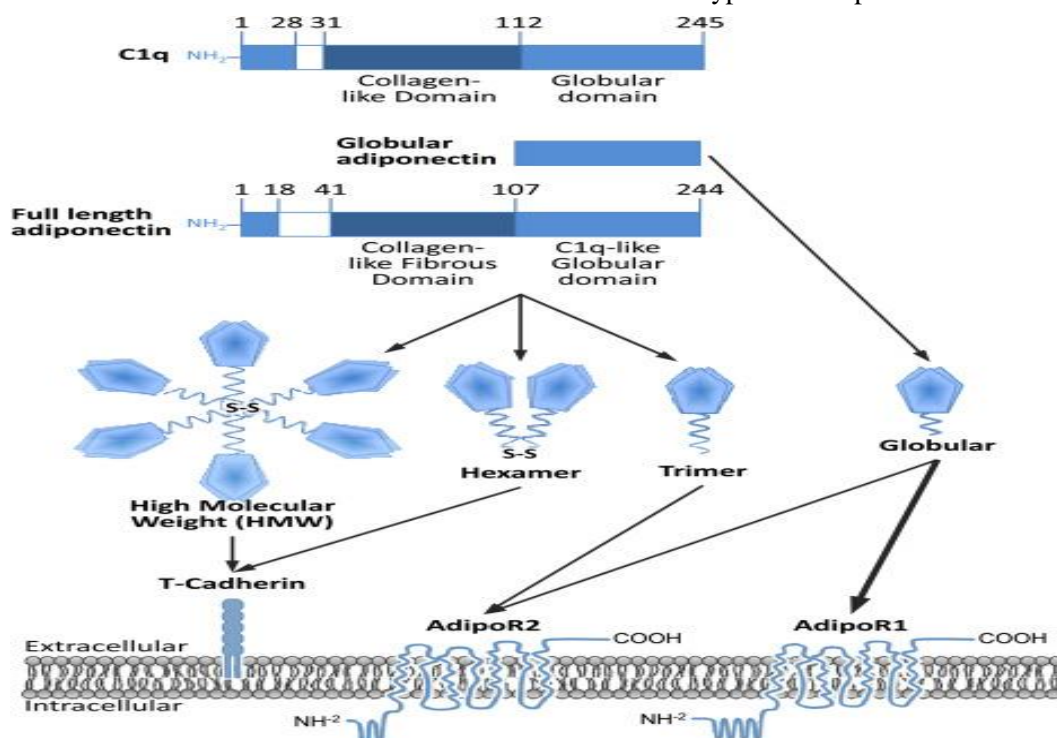 1 28 31 112 245
C1q NH2
Collagen-
like Domain
Globular
domain
Globular
adiponectin
1 18 41 107 244
Full length
adiponectin
NH2
Collagen-
like Fibrous
Domain
C1q-like
Globular
domain
S-S
S-S
Hexamer
Trimer
Globular
High Molecular
Weight (HMW)
T-Cadherin
AdipoR2
COOH
AdipoR1
COOH
Extracellular
Intracellular
NH-2
NH-2